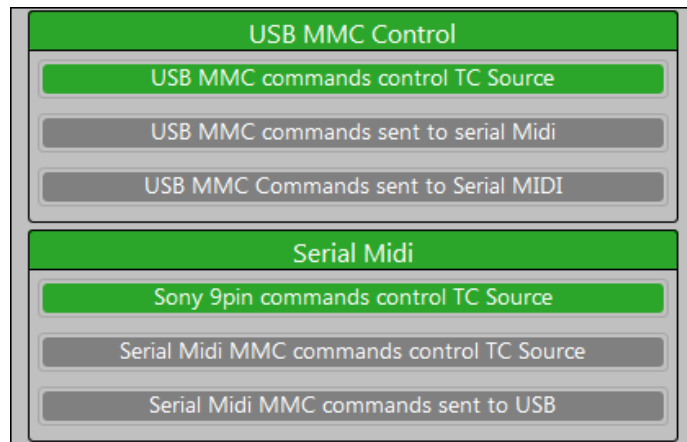 USB MMC Control
USB MMC commands control TC Source
USB MMC commands sent to serial Midi
USB MMC Commands sent to Serial MIDI
Serial Midi
Sony 9pin commands control TC Source
Serial Midi MMC commands control TC Source
Serial Midi MMC commands sent to USB